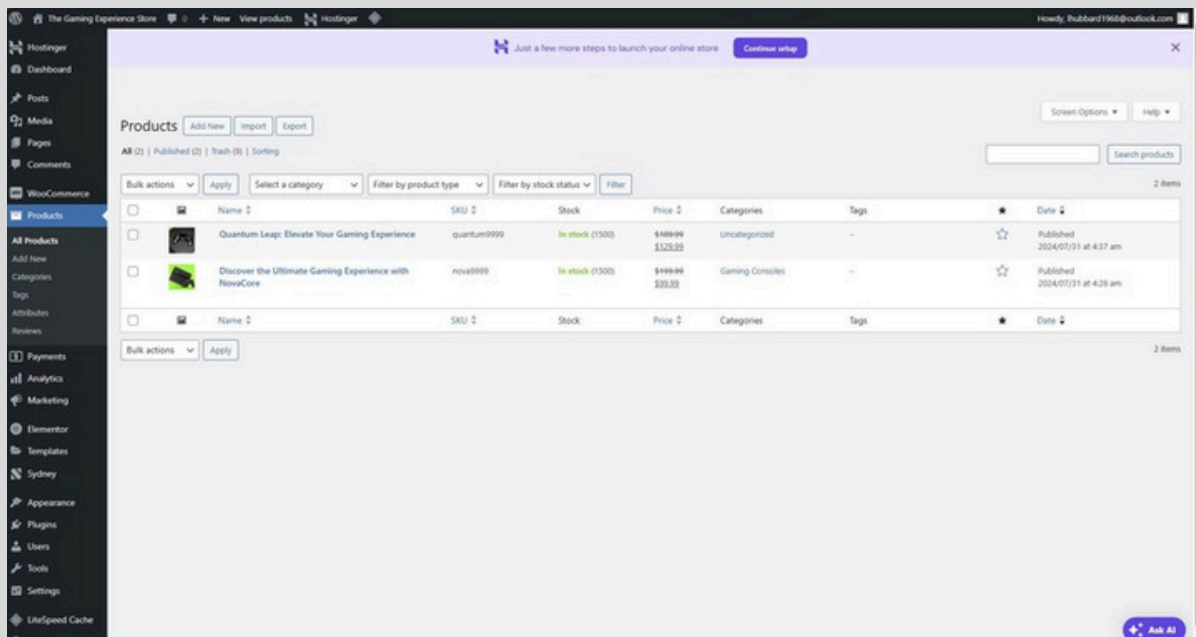 The Gaming Experience Store 0 + New View products Hostinger Howdy, lhubbard1968@outlook.com
Hostinger
Dashboard
Posts
Media
Pages
Comments
WooCommerce
Products
All Products
Add New
Categories
Tags
Attributes
Reviews
Payments
Analytics
Marketing
Elementor
Templates
Sydney
Appearance
Plugins
Users
Tools
Settings
LiteSpeed Cache
Just a few more steps to launch your online store Continue setup
Screen Options Help
Products Add New Import Export
All (2) | Published (2) | Trash (9) | Sorting
Search products
Bulk actions Apply Select a category Filter by product type Filter by stock status Filter 2 items
Name SKU Stock Price Categories Tags Date
Quantum Leap: Elevate Your Gaming Experience quantum9999 In stock (1500) $189.99 Uncategorized – Published
$129.99 2024/07/31 at 4:37 am
Discover the Ultimate Gaming Experience with nova9999 In stock (1500) $199.99 Gaming Consoles – Published
NovaCore $99.99 2024/07/31 at 4:26 am
Name SKU Stock Price Categories Tags Date
Bulk actions Apply 2 items
Ask AI